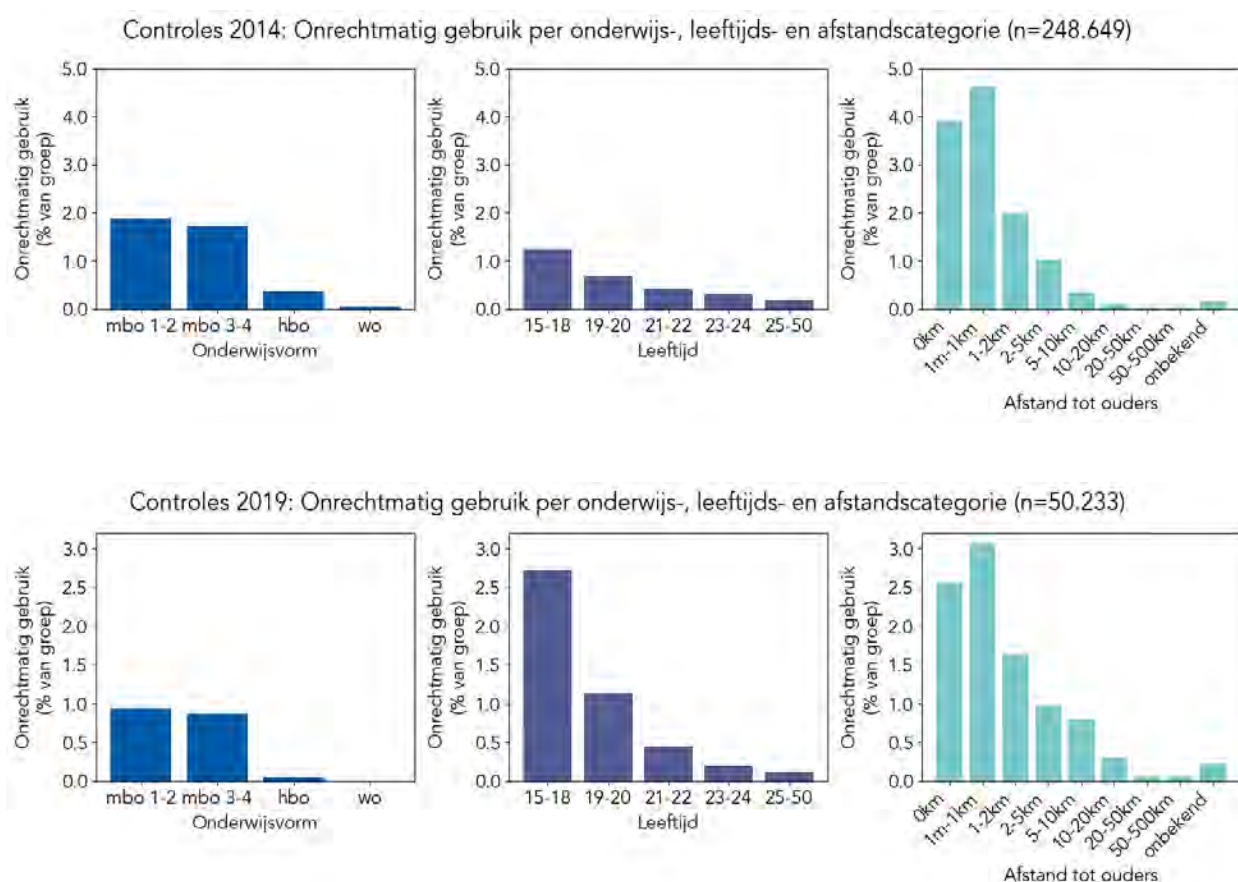 Controles 2014: Onrechtmatig gebruik per onderwijs-, leeftijds- en afstandscategorie (n=248.649)
Onrechtmatig gebruik
(% van groep)
5.0
4.0
3.0
2.0
1.0
0.0
mbo 1-2 mbo 3-4 hbo wo
Onderwijsvorm
Onrechtmatig gebruik
(% van groep)
5.0
4.0
3.0
2.0
1.0
0.0
15-18 19-20 21-22 23-24 25-50
Leeftijd
Onrechtmatig gebruik
(% van groep)
5.0
4.0
3.0
2.0
1.0
0.0
0km 1m-1km 1-2km 2-5km 5-10km 10-20km 20-50km 50-500km onbekend
Afstand tot ouders
Controles 2019: Onrechtmatig gebruik per onderwijs-, leeftijds- en afstandscategorie (n=50.233)
Onrechtmatig gebruik
(% van groep)
3.0
2.5
2.0
1.5
1.0
0.5
0.0
mbo 1-2 mbo 3-4 hbo wo
Onderwijsvorm
Onrechtmatig gebruik
(% van groep)
3.0
2.5
2.0
1.5
1.0
0.5
0.0
15-18 19-20 21-22 23-24 25-50
Leeftijd
Onrechtmatig gebruik
(% van groep)
3.0
2.5
2.0
1.5
1.0
0.5
0.0
0km 1m-1km 1-2km 2-5km 5-10km 10-20km 20-50km 50-500km onbekend
Afstand tot ouders